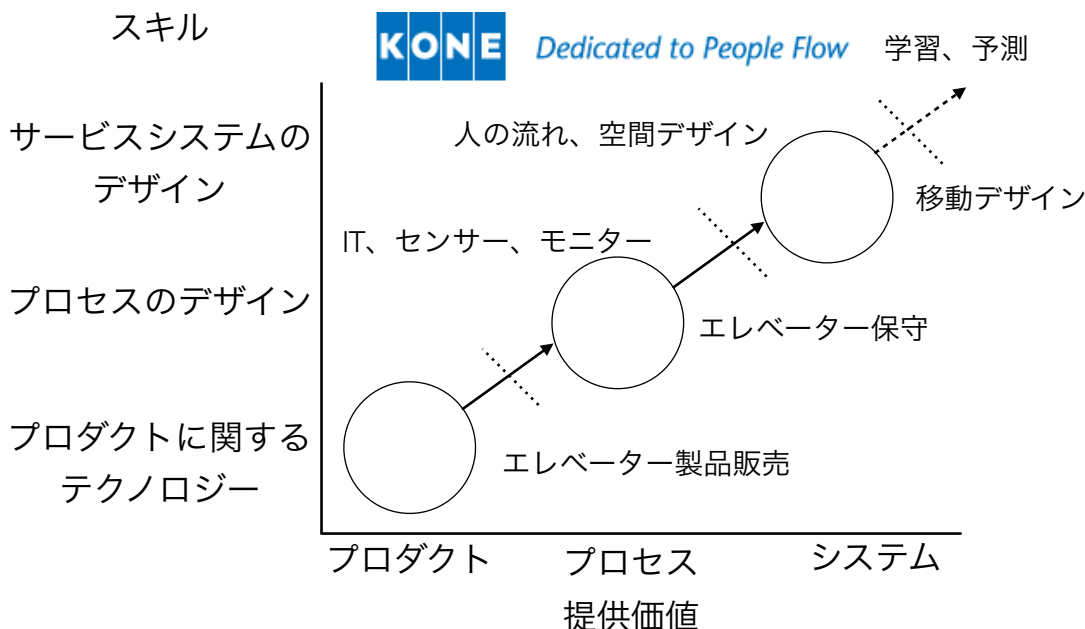 スキル
KONE Dedicated to People Flow
学習、予測
サービスシステムの
デザイン
人の流れ、空間デザイン
移動デザイン
IT、センサー、モニター
プロセスのデザイン
エレベーター保守
プロダクトに関する
テクノロジー
エレベーター製品販売
プロダクト
プロセス
システム
提供価値